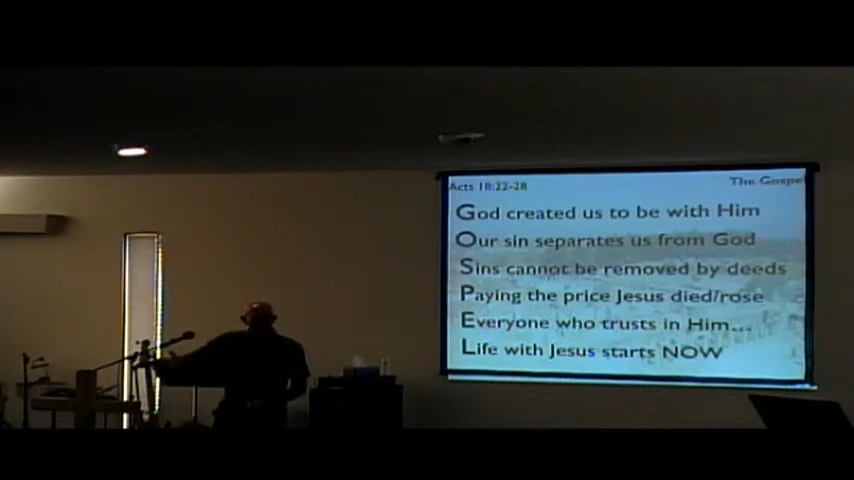 Acts 18:22-28
The Gospel
God created us to be with Him
Our sin separates us from God
Sins cannot be removed by deeds
Paying the price Jesus died/rose
Everyone who trusts in Him...
Life with Jesus starts NOW